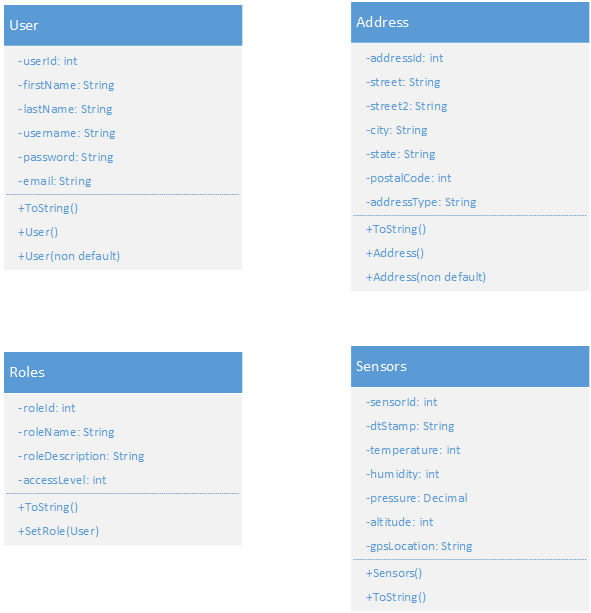 User
-userId: int
-firstName: String
-lastName: String
-username: String
-password: String
-email: String
+ToString()
+User()
+User(non default)
Address
-addressId: int
-street: String
-street2: String
-city: String
-state: String
-postalCode: int
-addressType: String
+ToString()
+Address()
+Address(non default)
Roles
-roleId: int
-roleName: String
-roleDescription: String
-accessLevel: int
+ToString()
+SetRole(User)
Sensors
-sensorId: int
-dtStamp: String
-temperature: int
-humidity: int
-pressure: Decimal
-altitude: int
-gpsLocation: String
+Sensors()
+ToString()